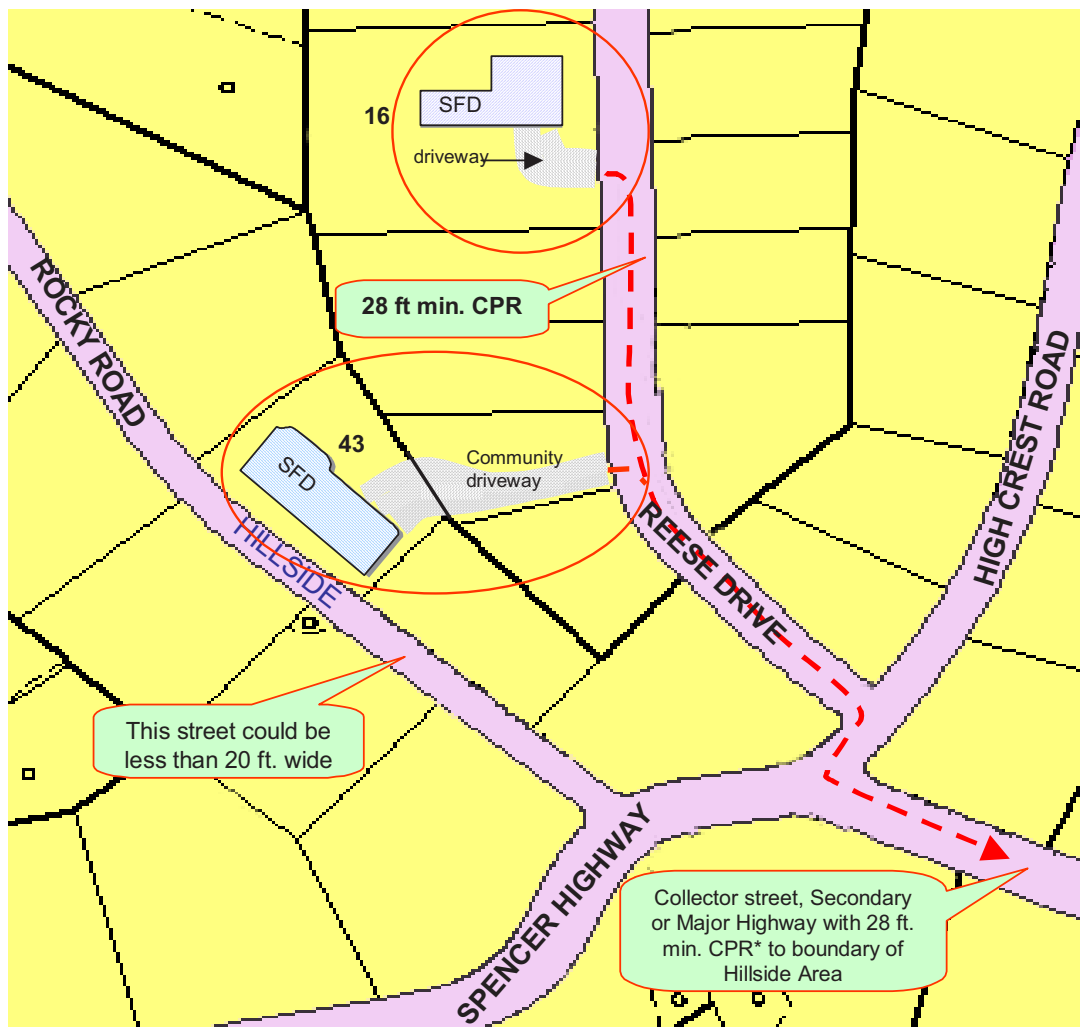 SFD
16
driveway
ROCKY ROAD
28 ft min. CPR
HIGH CREST ROAD
43
SFD
Community
driveway
HILLSIDE
REESE DRIVE
This street could be
less than 20 ft. wide
SPENCER HIGHWAY
Collector street, Secondary
or Major Highway with 28 ft.
min. CPR* to boundary of
Hillside Area